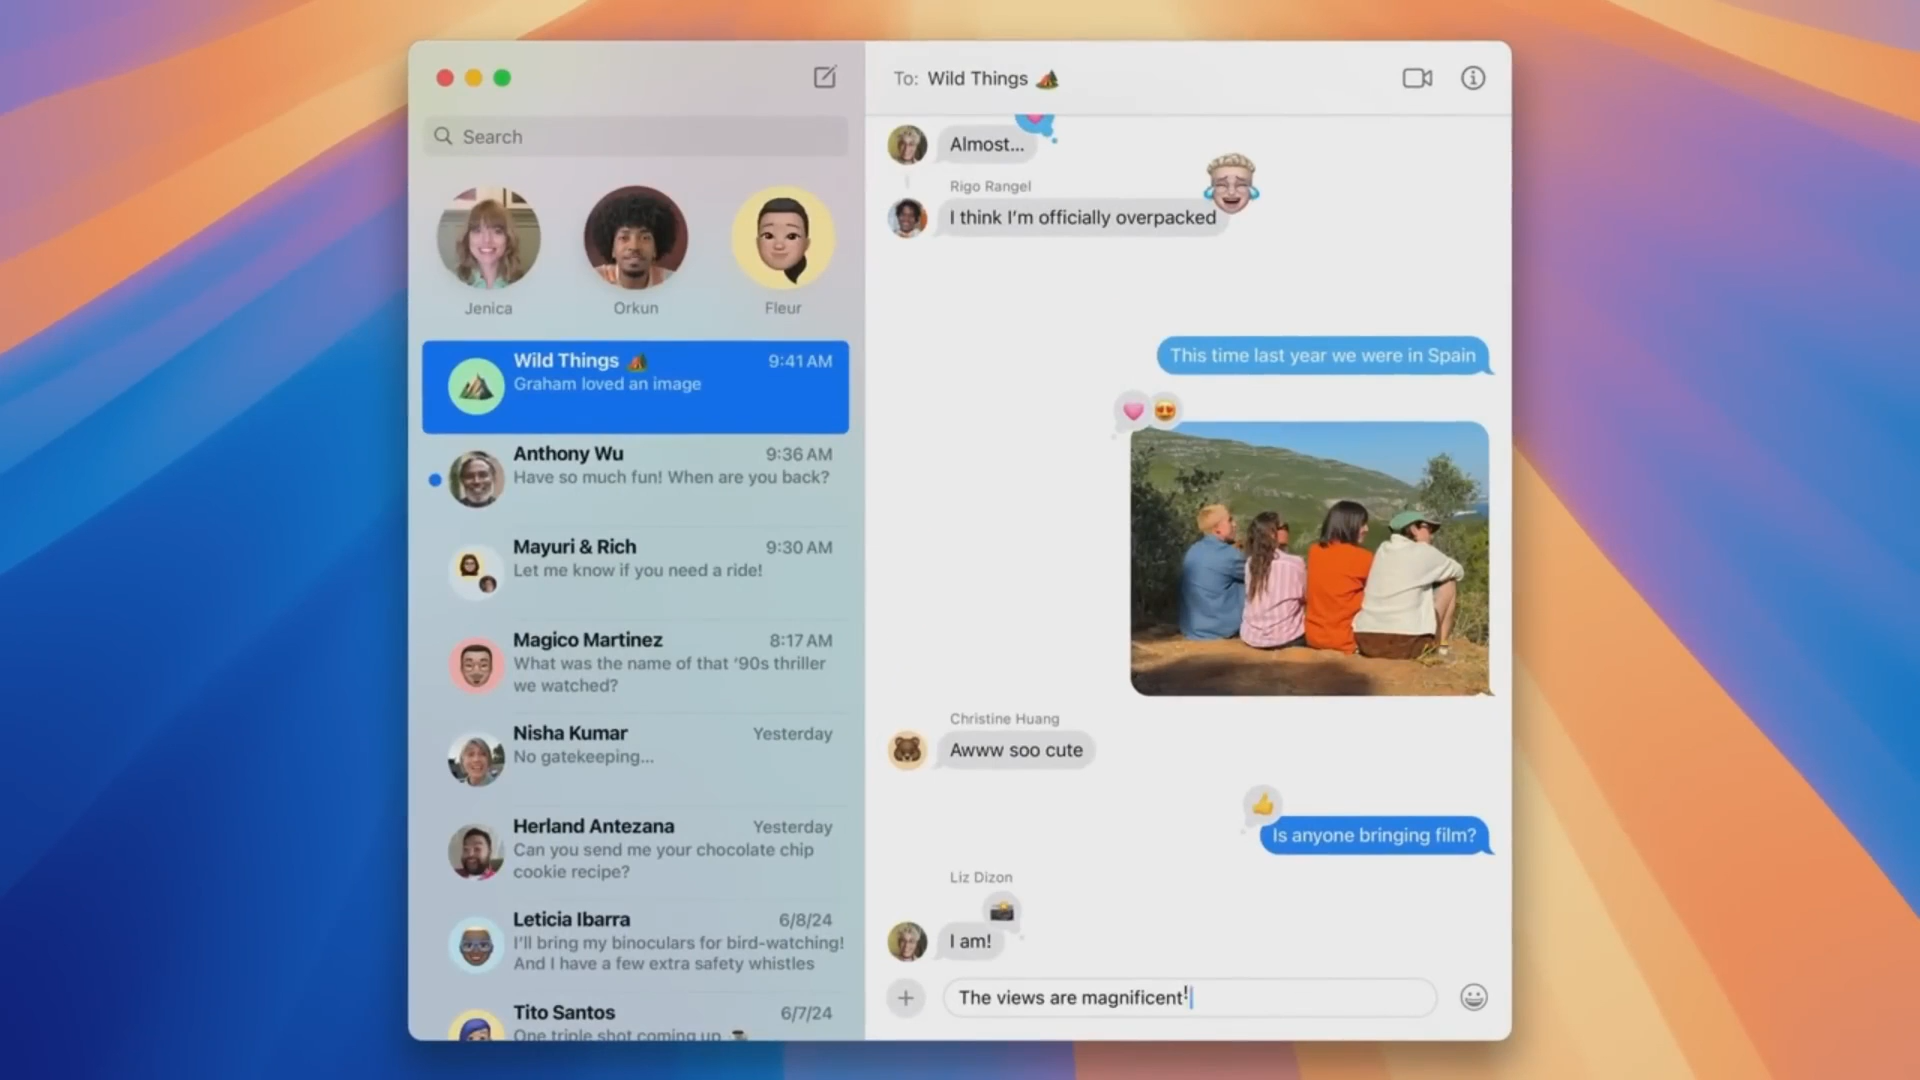 Search
Jenica
Orkun
Fleur
Wild Things
9:41 AM
Graham loved an image
Anthony Wu
9:36 AM
Have so much fun! When are you back?
Mayuri & Rich
9:30 AM
Let me know if you need a ride!
Magico Martinez
8:17 AM
What was the name of that ‘90s thriller
we watched?
Nisha Kumar
Yesterday
No gatekeeping...
Herland Antezana
Yesterday
Can you send me your chocolate chip
cookie recipe?
Leticia Ibarra
6/8/24
I’ll bring my binoculars for bird-watching!
And I have a few extra safety whistles
Tito Santos
6/7/24
One triple shot coming up
To: Wild Things
Almost...
Rigo Rangel
I think I’m officially overpacked
This time last year we were in Spain
Christine Huang
Awww soo cute
Is anyone bringing film?
Liz Dizon
I am!
The views are magnificent!